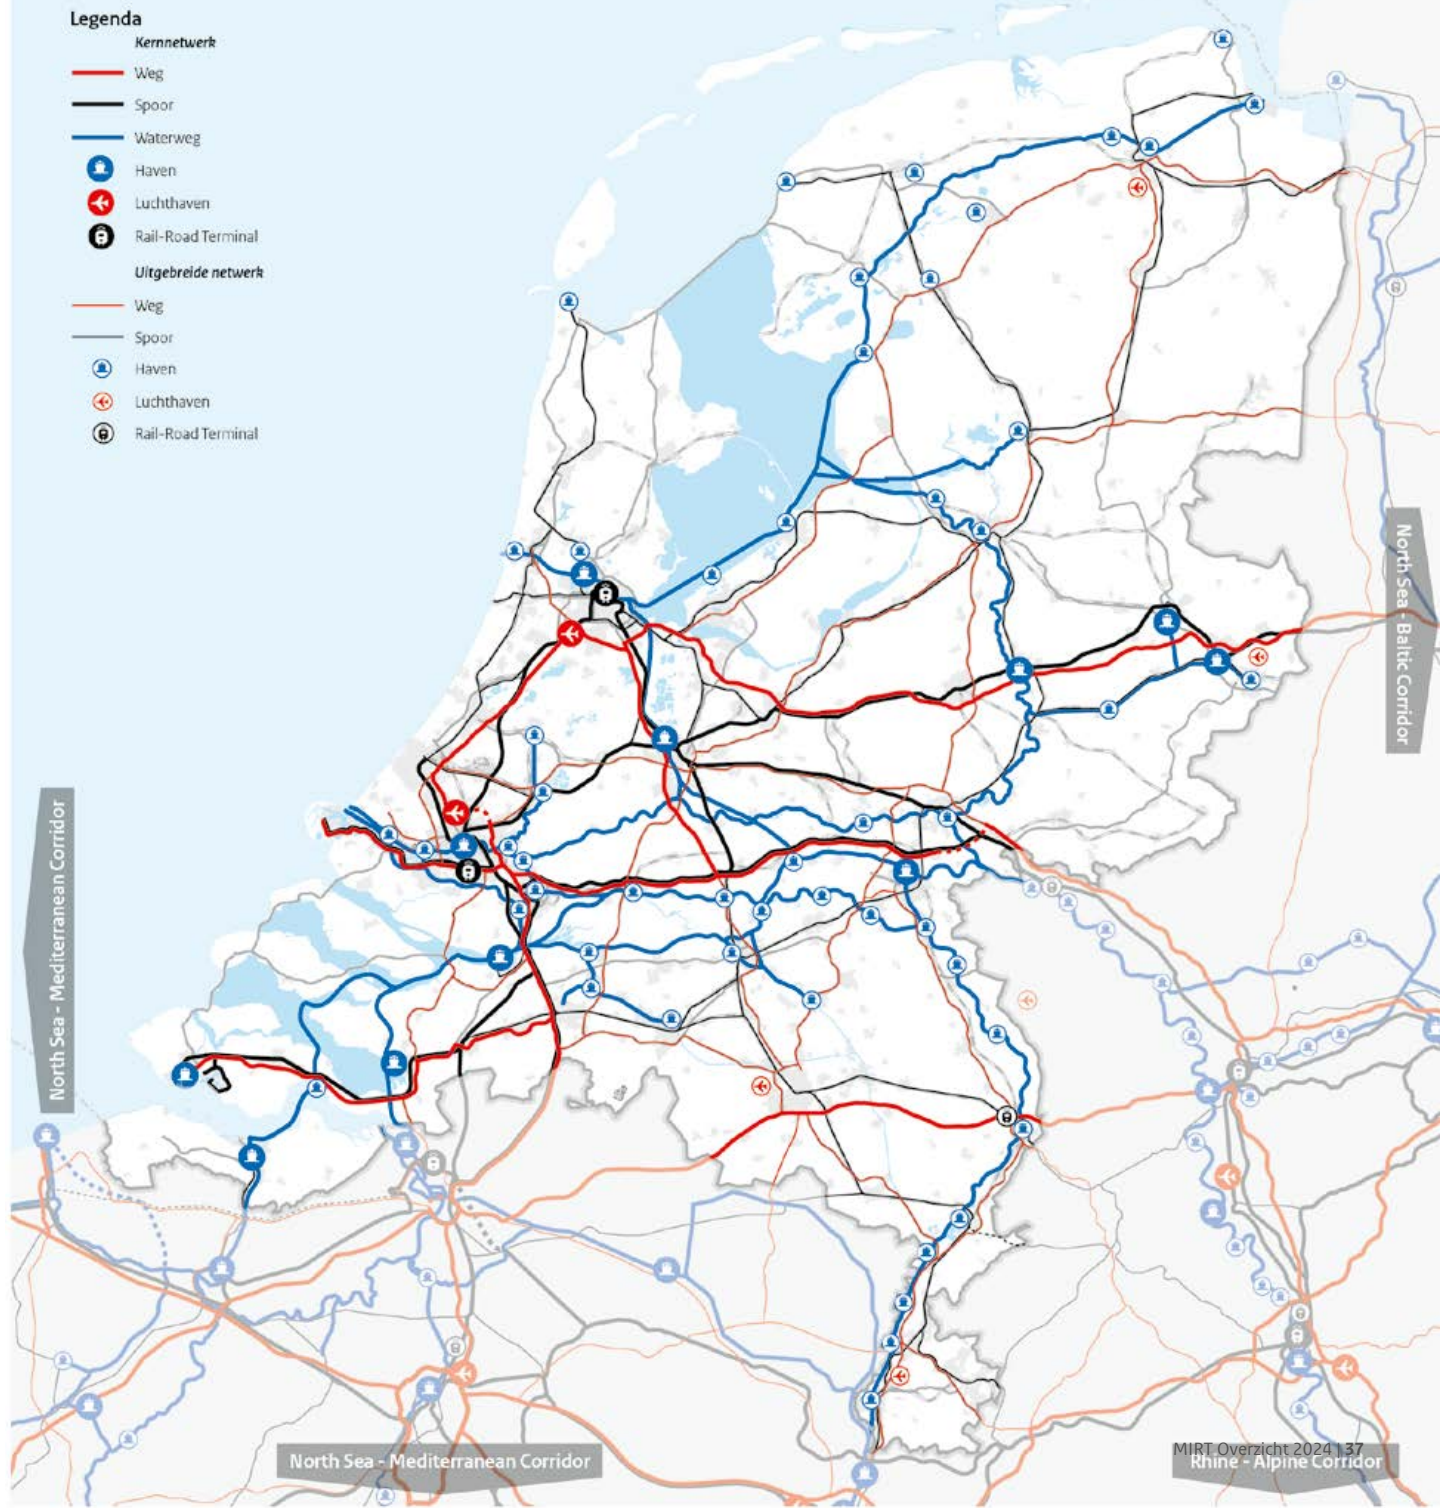 Legenda
Kernnetwerk
Weg
Spoor
Waterweg
Haven
Luchthaven
Rail-Road Terminal
Uitgebreide netwerk
Weg
Spoor
Haven
Luchthaven
Rail-Road Terminal
North Sea - Baltic Corridor
North Sea - Mediterranean Corridor
North Sea - Mediterranean Corridor
MIRT Overzicht 2024 | 37
Rhine - Alpine Corridor